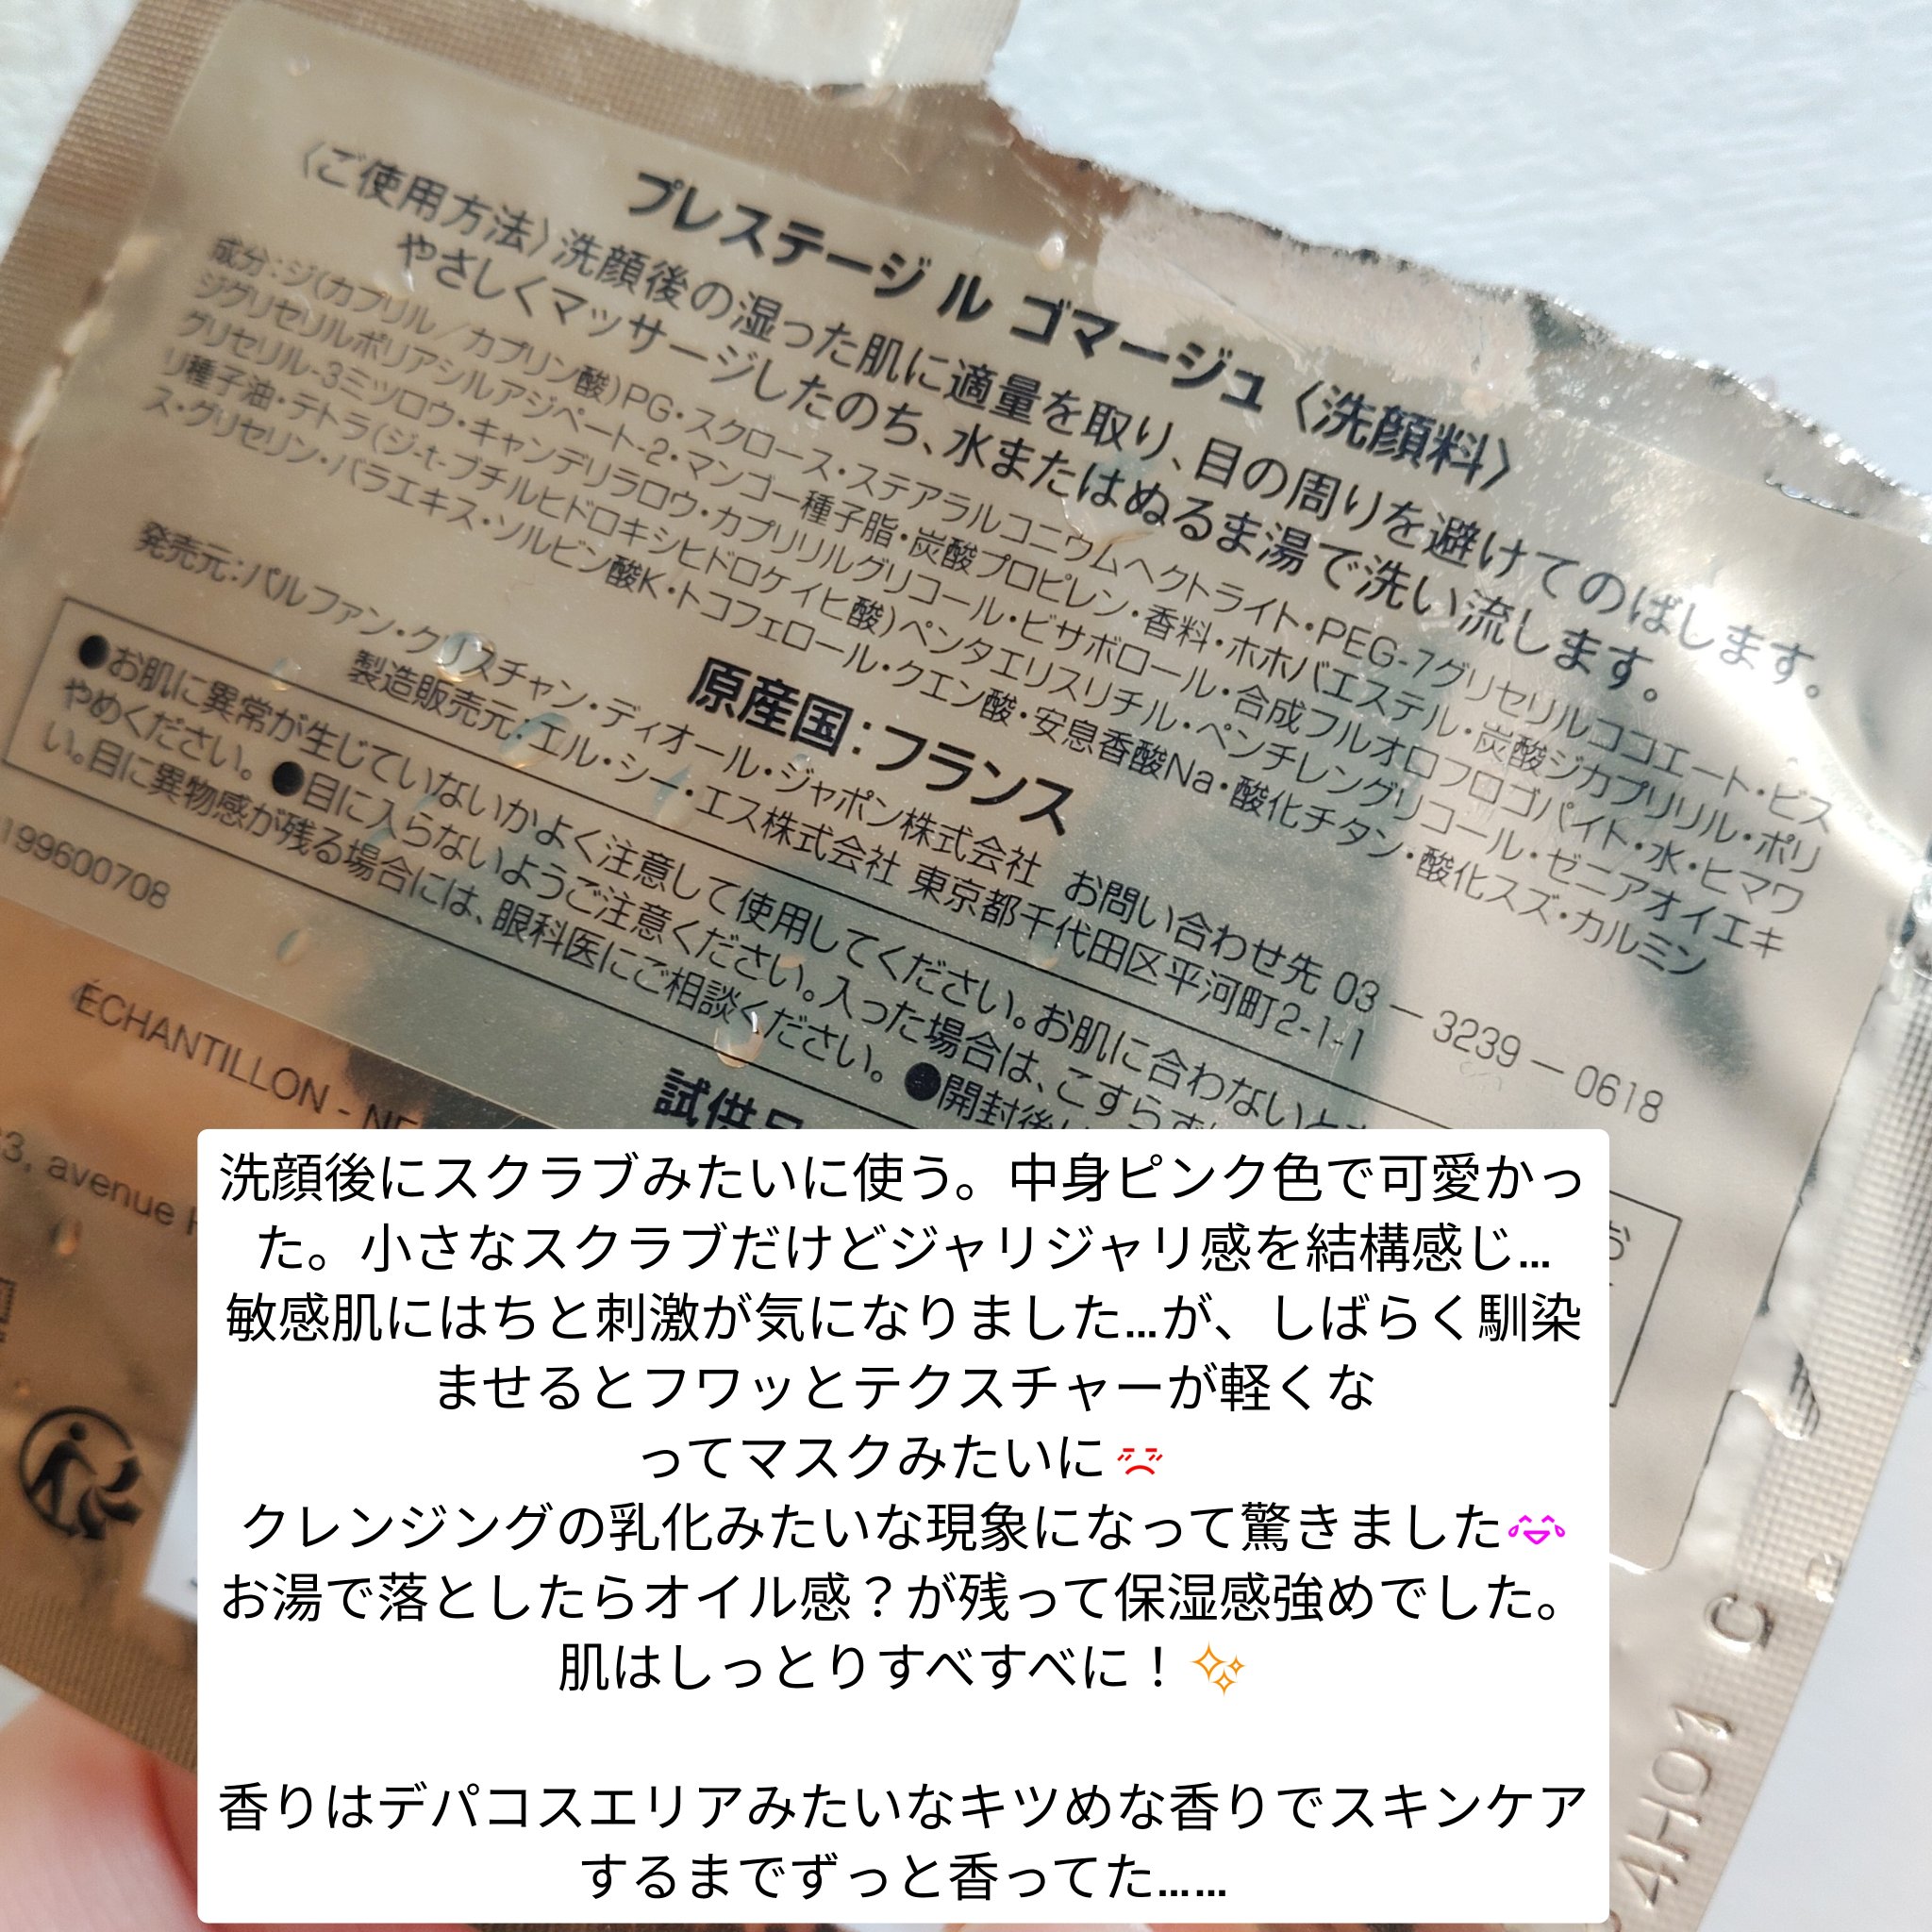 プレステージ ル ゴマージュ〈洗顔料〉
〈ご使用方法〉洗顔後の湿った肌に適量を取り、目の周りを避けてのばします。
やさしくマッサージしたのち、水またはぬるま湯で洗い流します。
成分:ジ(カプリル／カプリン酸)PG・スクロース・ステアラルコニウムヘクトライト・PEG-7グリセリルココエート・ビス
ジグリセリルポリアシルアジペート-2・マンゴー種子脂・炭酸プロピレン・香料・ホホバエステル・炭酸ジカプリリル・ポリ
グリセリル-3ミツロウ・キャンデリラロウ・カプリリルグリコール・ビサボロール・合成フルオロフロゴパイト・水・ヒマワ
リ種子油・テトラ(ジ-t-ブチルヒドロキシヒドロケイヒ酸)ペンタエリスリチル・ペンチレングリコール・ゼニアオイエキ
ス・グリセリン・バラエキス・ソルビン酸K・トコフェロール・クエン酸・安息香酸Na・酸化チタン・酸化スズ・カルミン
原産国:フランス
発売元:パルファン・クリスチャン・ディオール・ジャポン株式会社 お問い合わせ先 03－3239－0618
製造販売元:エル・シー・エス株式会社 東京都千代田区平河町2-1-1
●お肌に異常が生じていないかよく注意して使用してください。お肌に合わないと
やめください。●目に入らないようご注意ください。入った場合は、こすらず
い。目に異物感が残る場合には、眼科医にご相談ください。●開封後
199600708
試供品
ÉCHANTILLON - NE
avenue
4H01
洗顔後にスクラブみたいに使う。中身ピンク色で可愛かっ
た。小さなスクラブだけどジャリジャリ感を結構感じ…
敏感肌にはちと刺激が気になりました…が、しばらく馴染
ませるとフワッとテクスチャーが軽くな
ってマスクみたいに
クレンジングの乳化みたいな現象になって驚きました
お湯で落としたらオイル感？が残って保湿感強めでした。
肌はしっとりすべすべに！
香りはデパコスエリアみたいなキツめな香りでスキンケア
するまでずっと香ってた……